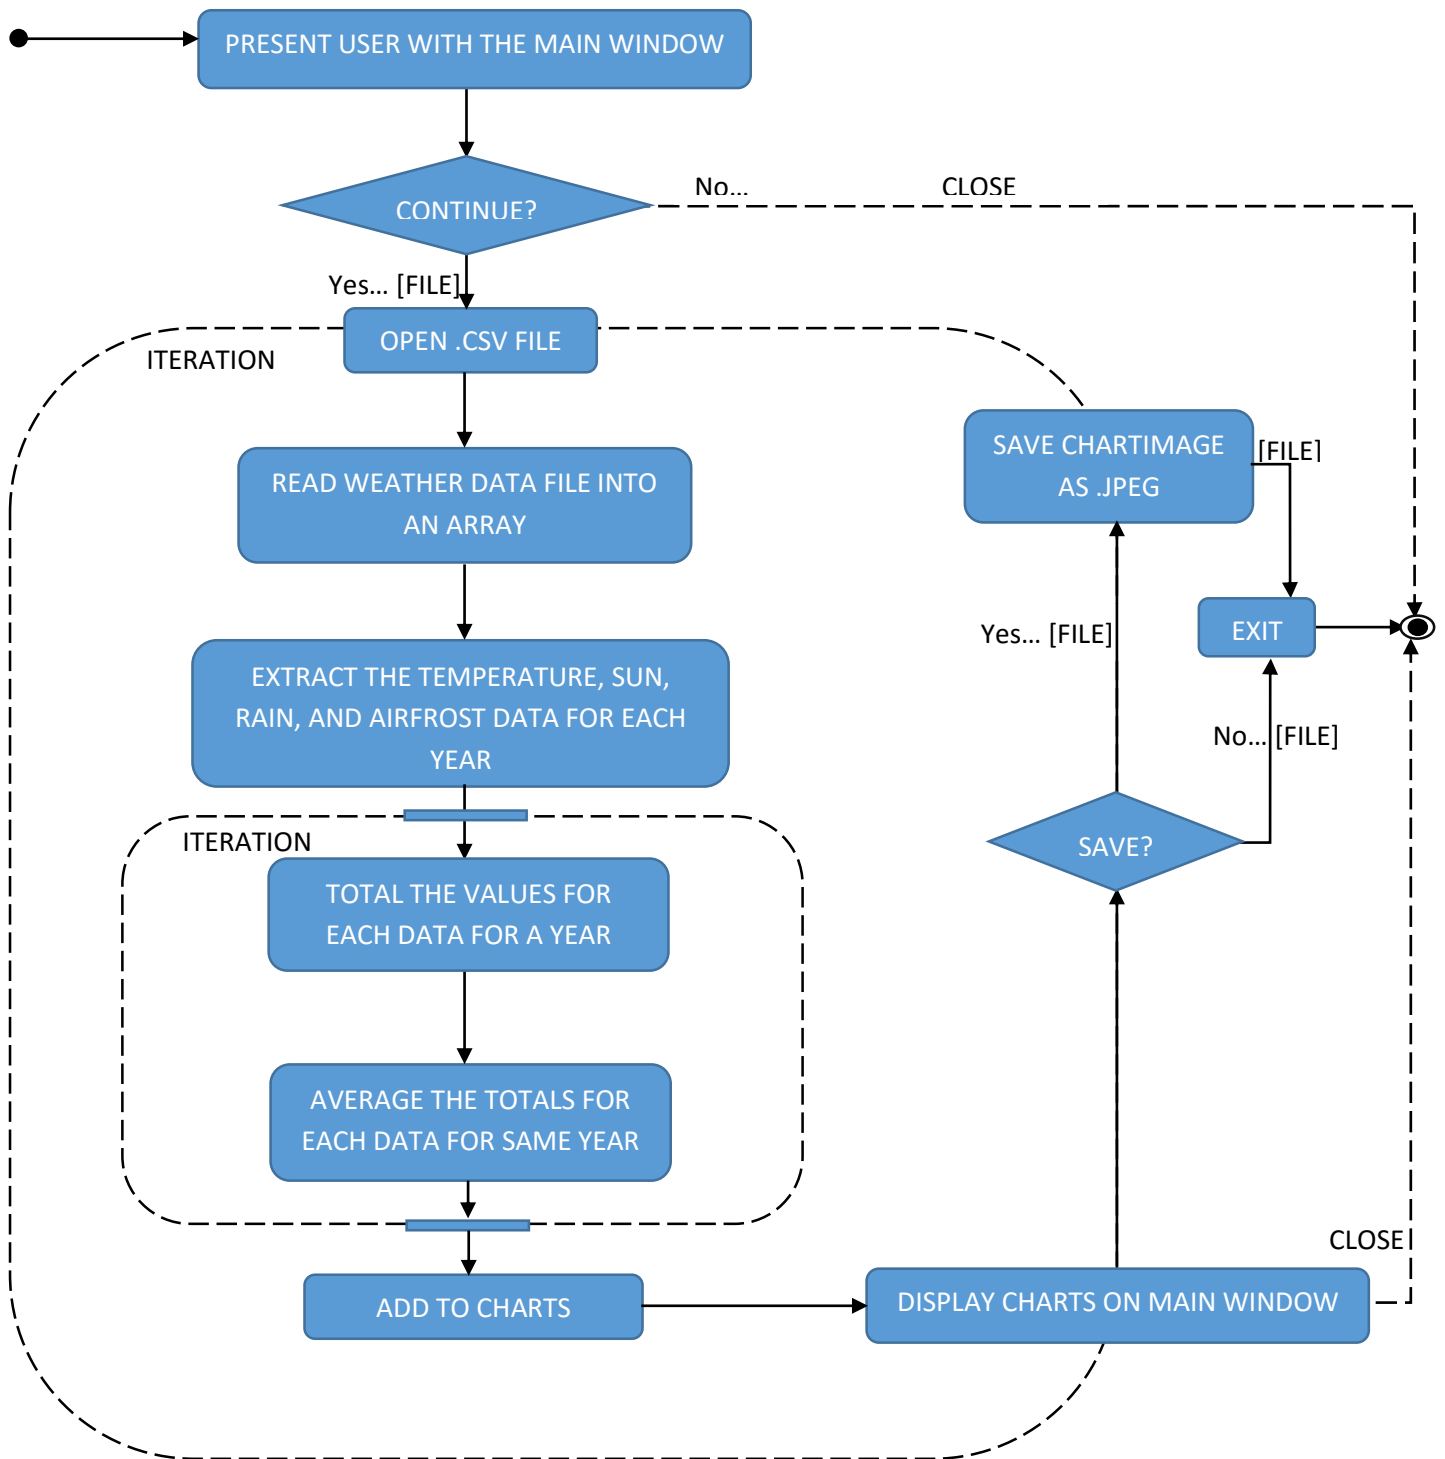 PRESENT USER WITH THE MAIN WINDOW
No...
CLOSE
CONTINUE?
Yes... [FILE]
OPEN .CSV FILE
ITERATION
SAVE CHARTIMAGE
AS .JPEG
[FILE]
READ WEATHER DATA FILE INTO
AN ARRAY
EXIT
Yes... [FILE]
EXTRACT THE TEMPERATURE, SUN,
RAIN, AND AIRFROST DATA FOR EACH
YEAR
No... [FILE]
ITERATION
SAVE?
TOTAL THE VALUES FOR
EACH DATA FOR A YEAR
AVERAGE THE TOTALS FOR
EACH DATA FOR SAME YEAR
CLOSE
ADD TO CHARTS
DISPLAY CHARTS ON MAIN WINDOW